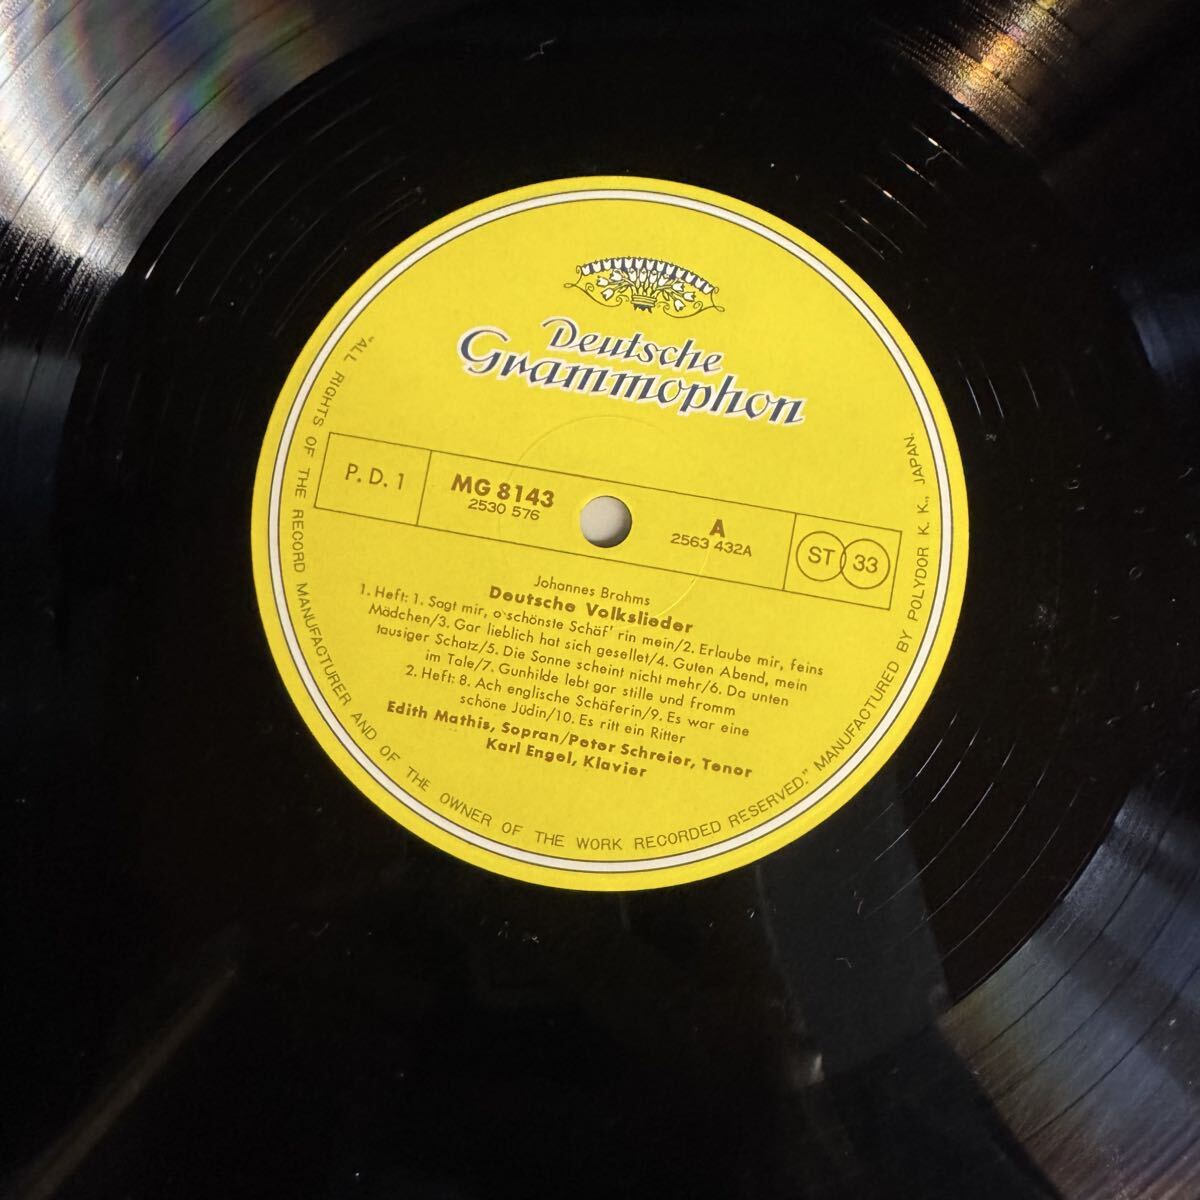 Deutsche
Grammophon
P. D. 1
MG 8143
2530 576
A
2563 432A
ST 33
Johannes Brahms
Deutsche Volkslieder
1. Heft: 1. Sagt mir, o schönste Schäf' rin mein/2. Erlaube mir, feins
Mädchen/3. Gar lieblich hat sich gesellet/4. Guten Abend, mein
tausiger Schatz/5. Die Sonne scheint nicht mehr/6. Da unten
im Tale/7. Gunhilde lebt gar stille und fromm
2. Heft: 8. Ach englische Schäferin/9. Es war eine
schöne Jüdin/10. Es ritt ein Ritter
Edith Mathis, Sopran/Peter Schreier, Tenor
Karl Engel, Klavier
"ALL RIGHTS OF THE RECORD MANUFACTURER AND OF THE OWNER OF THE WORK RECORDED RESERVED." MANUFACTURED BY POLYDOR K. K., JAPAN.